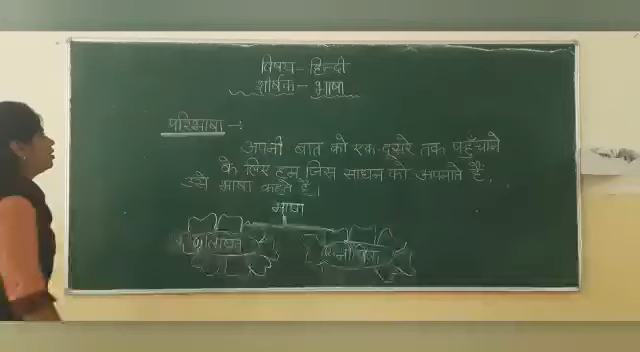 विषय - हिन्दी
शीर्षक - भाषा
परिभाषा -:
अपनी बात को एक-दूसरे तक पहुँचाने
के लिए हम जिस साधन को अपनाते हैं,
उसे भाषा कहते हैं।
भाषा
लिखित